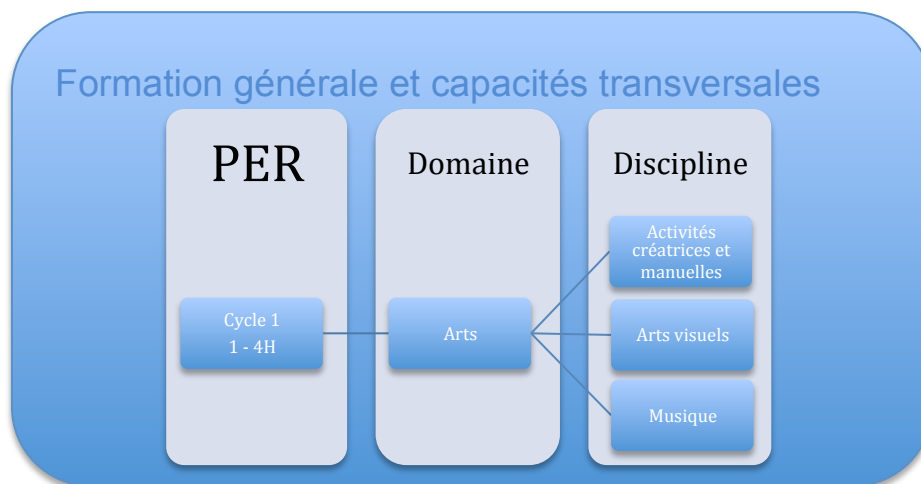 Formation générale et capacités transversales
PER
Domaine
Discipline
Cycle 1
1 - 4H
Arts
Activités
créatrices et
manuelles
Arts visuels
Musique